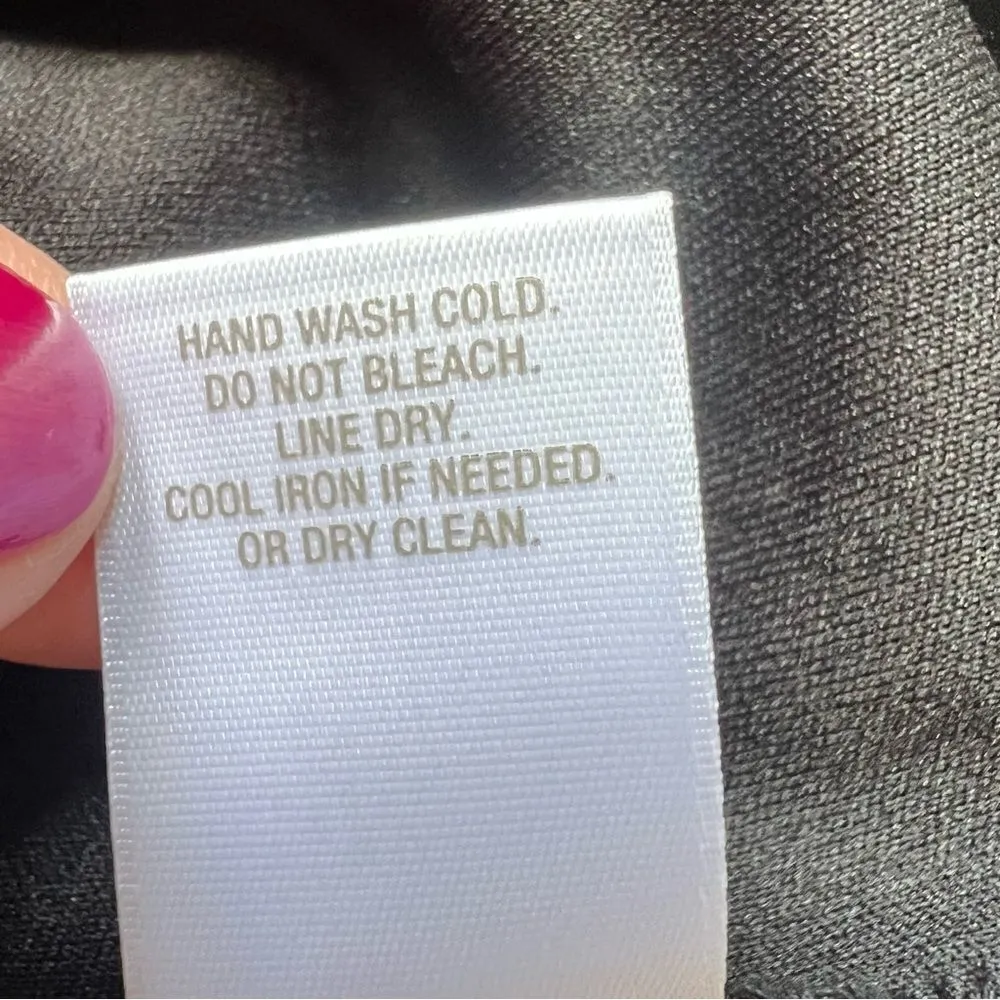 HAND WASH COLD.
DO NOT BLEACH.
LINE DRY.
COOL IRON IF NEEDED.
OR DRY CLEAN.